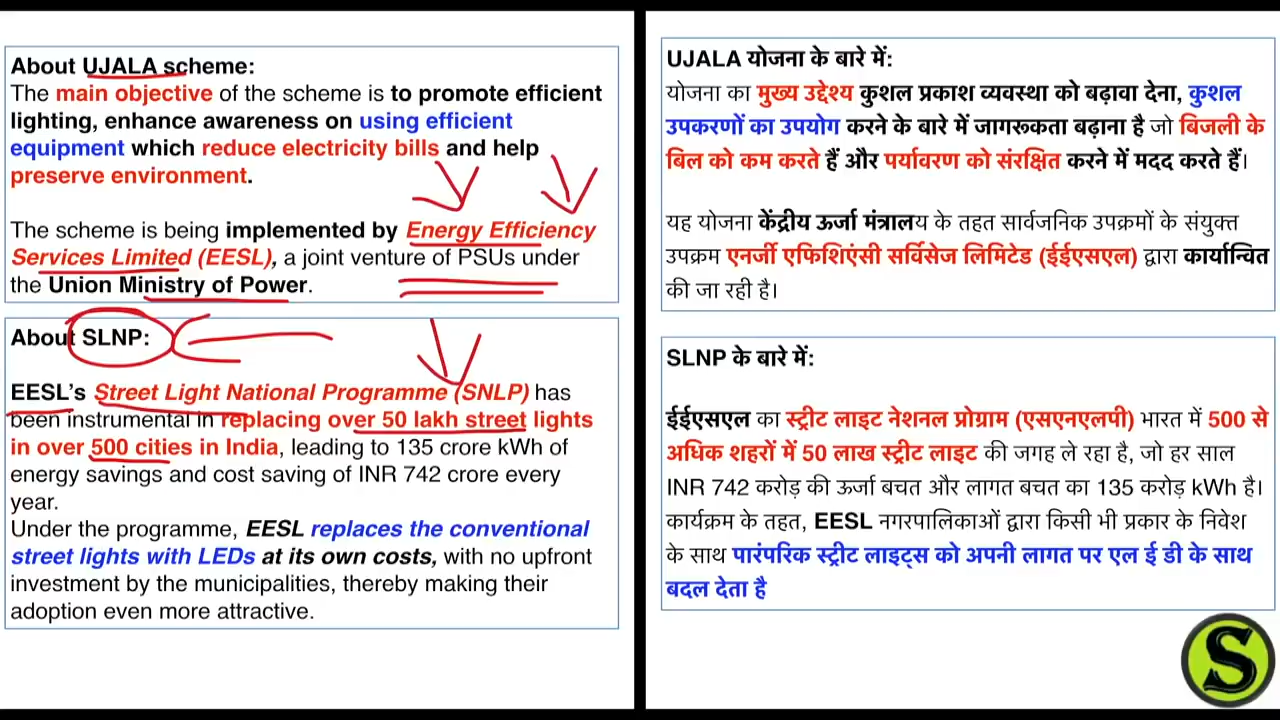 About UJALA scheme:
The main objective of the scheme is to promote efficient
lighting, enhance awareness on using efficient
equipment which reduce electricity bills and help
preserve environment.
The scheme is being implemented by Energy Efficiency
Services Limited (EESL), a joint venture of PSUs under
the Union Ministry of Power.
About SLNP:
EESL's Street Light National Programme (SNLP) has
been instrumental in replacing over 50 lakh street lights
in over 500 cities in India, leading to 135 crore kWh of
energy savings and cost saving of INR 742 crore every
year.
Under the programme, EESL replaces the conventional
street lights with LEDs at its own costs, with no upfront
investment by the municipalities, thereby making their
adoption even more attractive.
UJALA योजना के बारे में:
योजना का मुख्य उद्देश्य कुशल प्रकाश व्यवस्था को बढ़ावा देना, कुशल
उपकरणों का उपयोग करने के बारे में जागरूकता बढ़ाना है जो बिजली के
बिल को कम करते हैं और पर्यावरण को संरक्षित करने में मदद करते हैं।
यह योजना केंद्रीय ऊर्जा मंत्रालय के तहत सार्वजनिक उपक्रमों के संयुक्त
उपक्रम एनर्जी एफिशिएंसी सर्विसेज लिमिटेड (ईईएसएल) द्वारा कार्यान्वित
की जा रही है।
SLNP के बारे में:
ईईएसएल का स्ट्रीट लाइट नेशनल प्रोग्राम (एसएनएलपी) भारत में 500 से
अधिक शहरों में 50 लाख स्ट्रीट लाइट की जगह ले रहा है, जो हर साल
INR 742 करोड़ की ऊर्जा बचत और लागत बचत का 135 करोड़ kWh है।
कार्यक्रम के तहत, EESL नगरपालिकाओं द्वारा किसी भी प्रकार के निवेश
के साथ पारंपरिक स्ट्रीट लाइट्स को अपनी लागत पर एल ई डी के साथ
बदल देता है
S